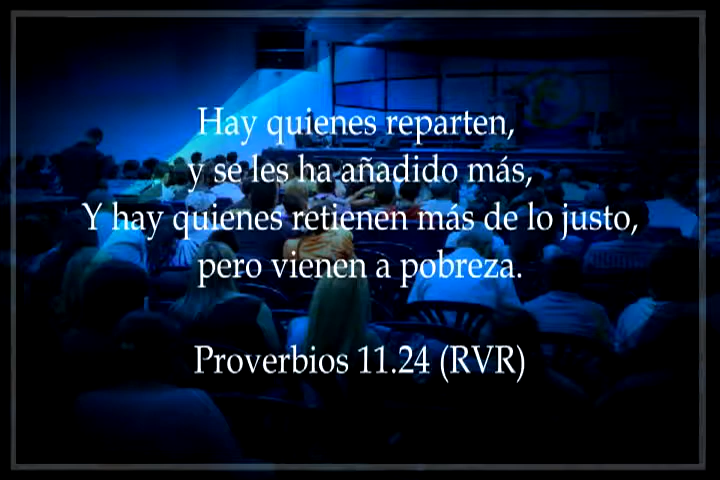 Hay quienes reparten,
y se les ha añadido más,
Y hay quienes retienen más de lo justo,
pero vienen a pobreza.
Proverbios 11.24 (RVR)